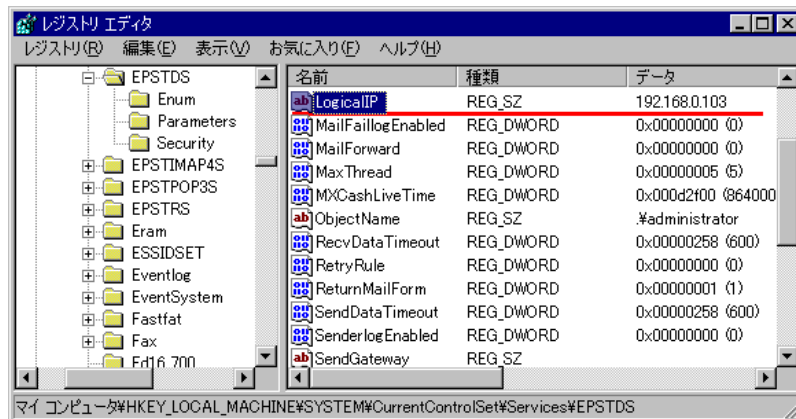 レジストリ エディタ
レジストリ(R) 編集(E) 表示(V) お気に入り(F) ヘルプ(H)
EPSTDS
Enum
Parameters
Security
EPSTIMAP4S
EPSTPOP3S
EPSTRS
Eram
ESSIDSET
Eventlog
EventSystem
Fastfat
Fax
Fd16_700
名前 種類 データ
LogicalIP REG_SZ 192.168.0.103
MailFaillogEnabled REG_DWORD 0x00000000 (0)
MailForward REG_DWORD 0x00000000 (0)
MaxThread REG_DWORD 0x00000005 (5)
MXCashLiveTime REG_DWORD 0x000d2f00 (864000
ObjectName REG_SZ .¥administrator
RecvDataTimeout REG_DWORD 0x00000258 (600)
RetryRule REG_DWORD 0x00000000 (0)
ReturnMailForm REG_DWORD 0x00000001 (1)
SendDataTimeout REG_DWORD 0x00000258 (600)
SenderlogEnabled REG_DWORD 0x00000000 (0)
SendGateway REG_SZ
マイ コンピュータ¥HKEY_LOCAL_MACHINE¥SYSTEM¥CurrentControlSet¥Services¥EPSTDS